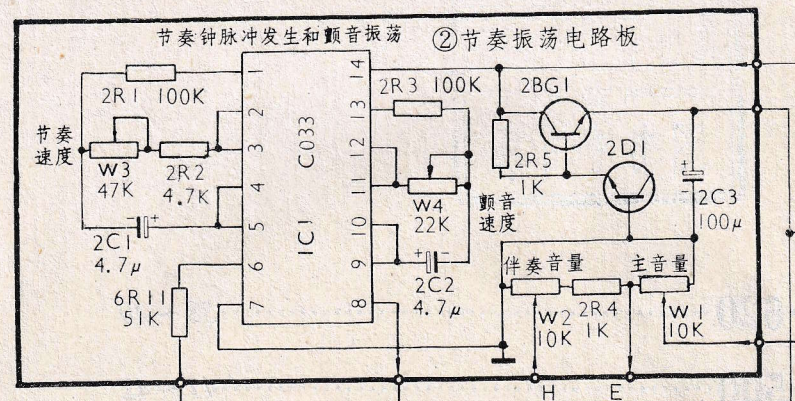 节奏钟脉冲发生和颤音振荡
②节奏振荡电路板
1
14
2R1 100K
2R3 100K
2BG1
2
13
节奏
速度
3
12
W3
47K
2R2
4.7K
C033
IC1
4
11
W4
22K
2R5
1K
2D1
颤音
速度
2C3
100μ
5
10
2C1
4.7μ
6
9
2C2
4.7μ
6R11
51K
7
8
伴奏音量
主音量
W2
10K
2R4
1K
W1
10K
H
E